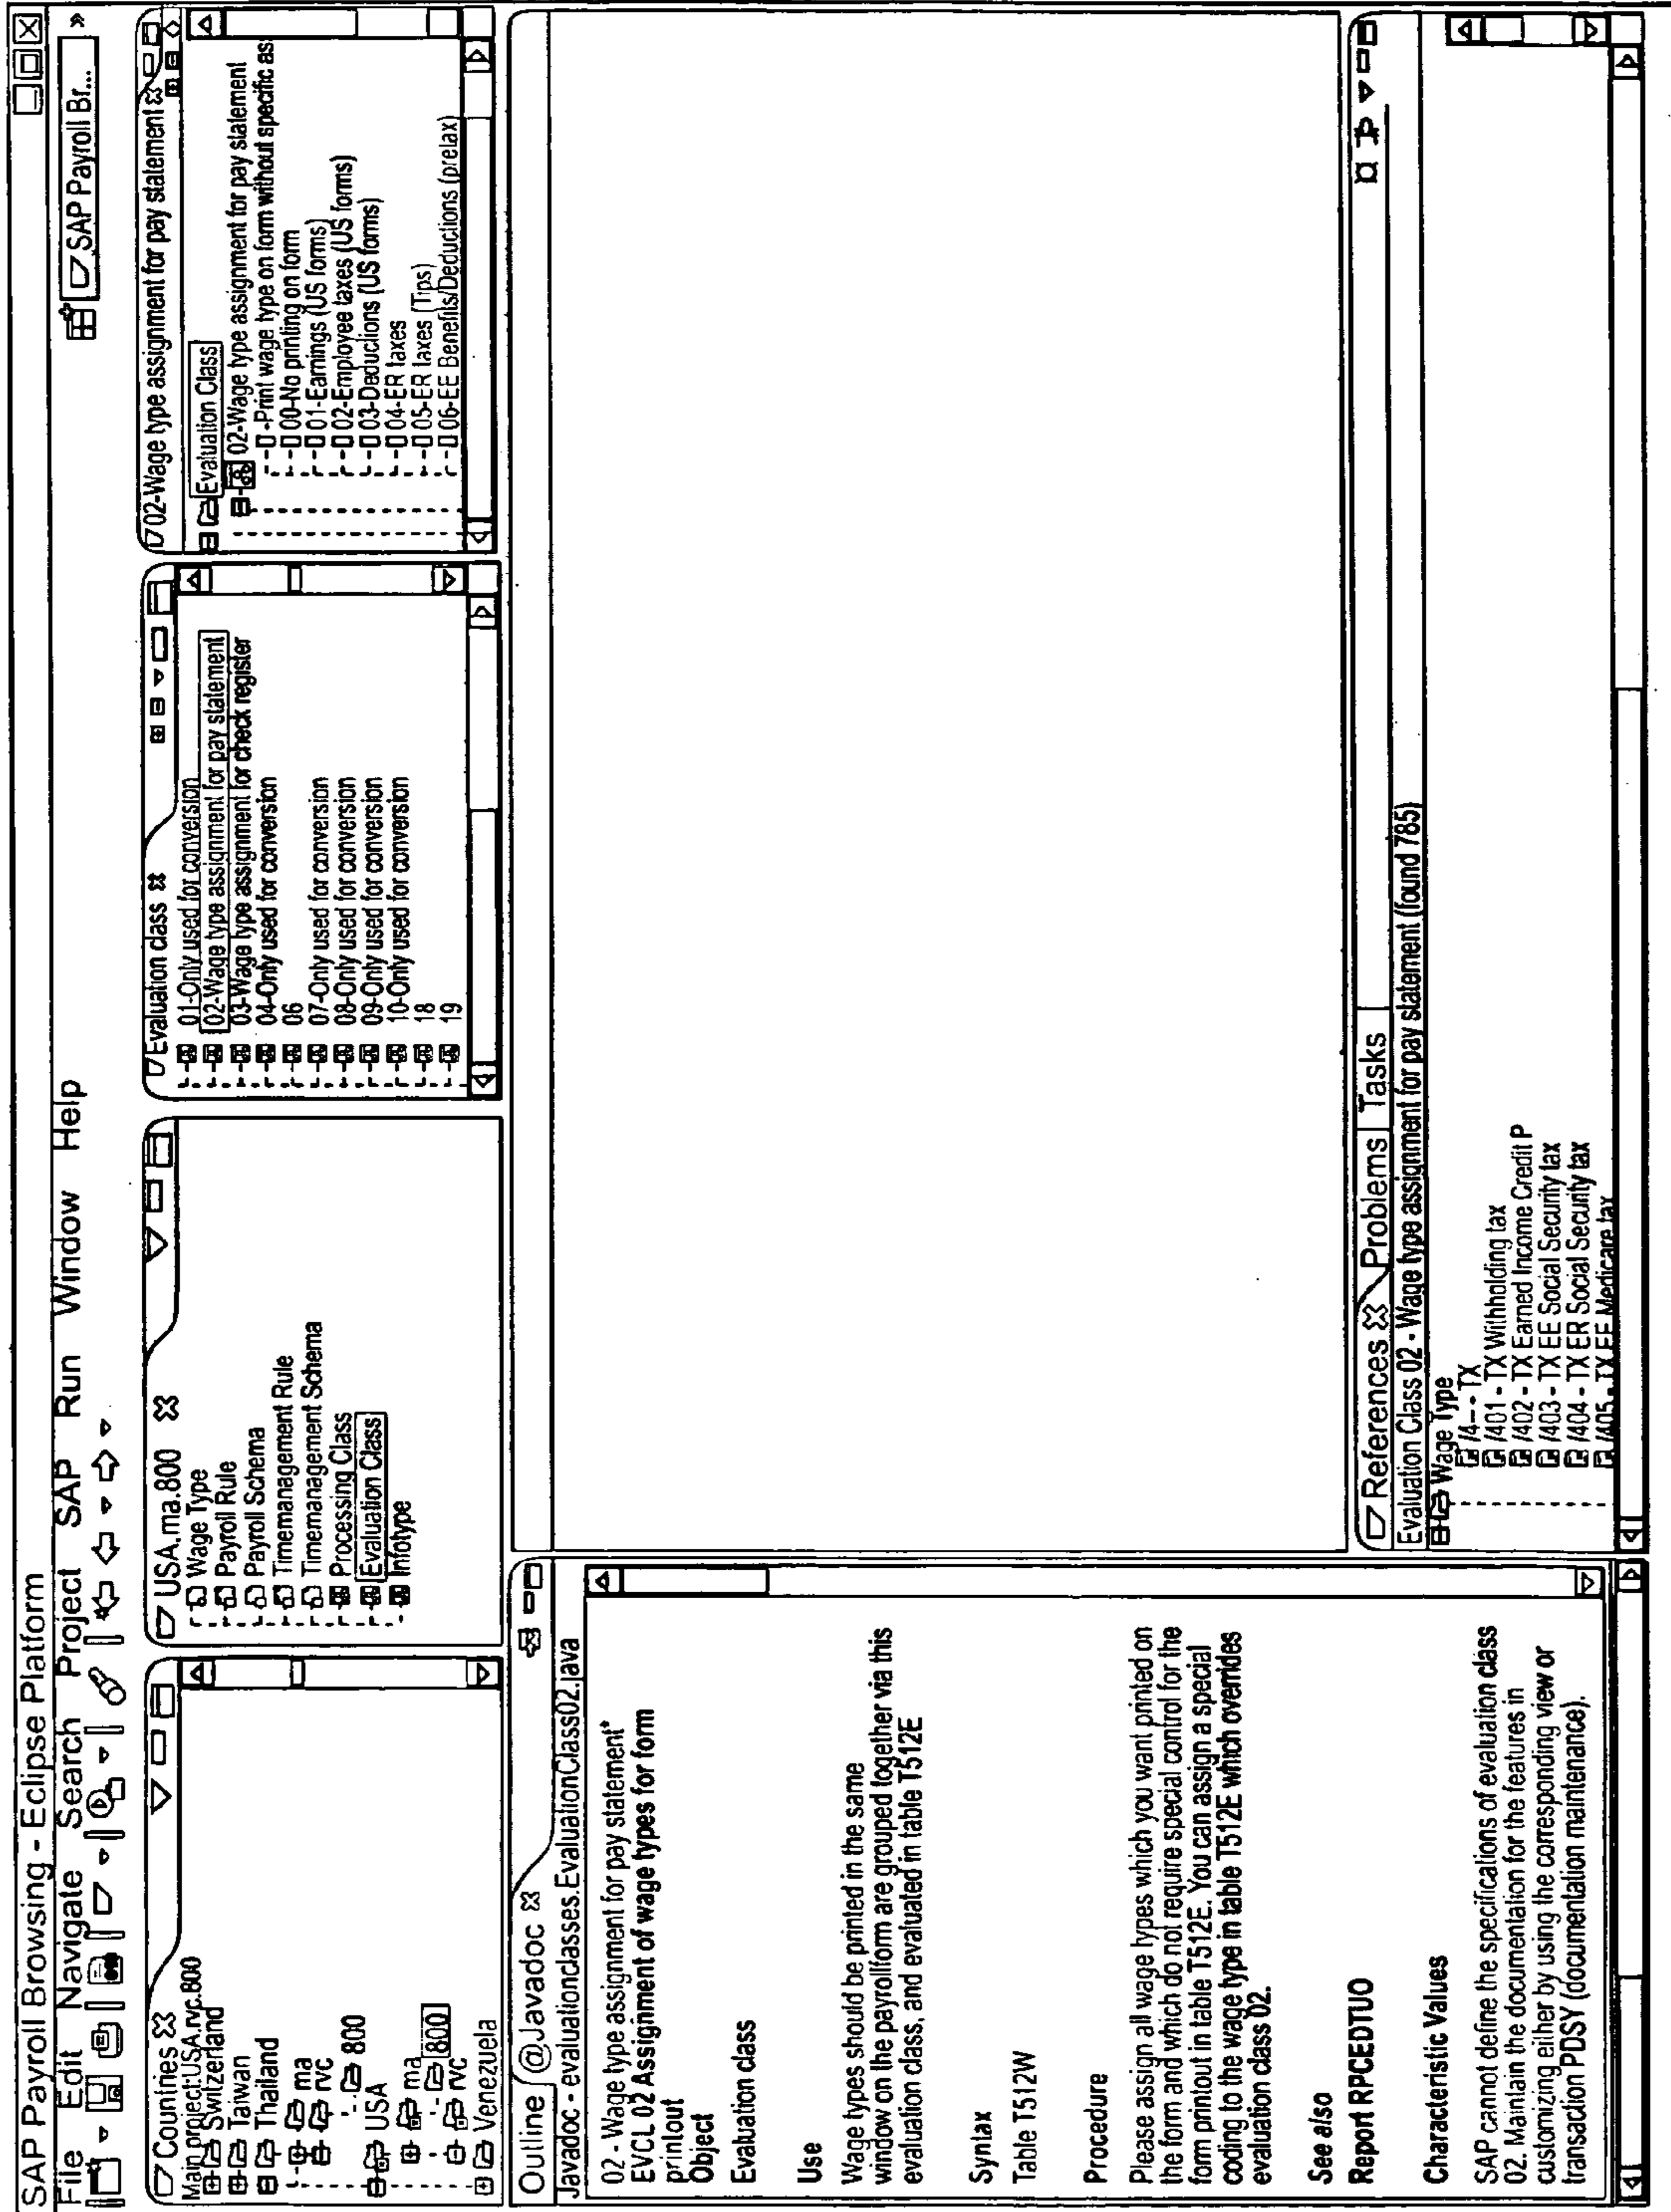 SAP Payroll Browsing - Eclipse Platform
File Edit Navigate Search Project SAP Run Window Help
SAP Payroll Br... »
Countries
Main project:USA.rvc.800
Switzerland
Taiwan
Thailand
ma
rvc
800
USA
ma
800
rvc
Venezuela
USA.ma.800
Wage Type
Payroll Rule
Payroll Schema
Timemanagement Rule
Timemanagement Schema
Processing Class
Evaluation Class
Infotype
Evaluation class
01-Only used for conversion
02-Wage type assignment for pay statement
03-Wage type assignment for check register
04-Only used for conversion
06
07-Only used for conversion
08-Only used for conversion
09-Only used for conversion
10-Only used for conversion
18
19
02-Wage type assignment for pay statement
Evaluation Class
02-Wage type assignment for pay statement
-Print wage type on form without specific as
00-No printing on form
01-Earnings (US forms)
02-Employee taxes (US forms)
03-Deductions (US forms)
04-ER taxes
05-ER taxes (Tips)
06-EE Benefits/Deductions (pretax)
Outline @Javadoc
Javadoc - evaluationclasses.EvaluationClass02.java
02 - Wage type assignment for pay statement*
EVCL 02 Assignment of wage types for form
printout
Object
Evaluation class
Use
Wage types should be printed in the same
window on the payrollform are grouped together via this
evaluation class, and evaluated in table T512E
Syntax
Table T512W
Procedure
Please assign all wage types which you want printed on
the form and which do not require special control for the
form printout in table T512E. You can assign a special
coding to the wage type in table T512E which overrides
evaluation class 02.
See also
Report RPCEDTUO
Characteristic Values
SAP cannot define the specifications of evaluation class
02. Maintain the documentation for the features in
customizing either by using the corresponding view or
transaction PDSY (documentation maintenance).
References Problems Tasks
Evaluation Class 02 - Wage type assignment for pay statement (found 785)
Wage Type
/4-- - TX
/401 - TX Withholding tax
/402 - TX Earned Income Credit P
/403 - TX EE Social Security tax
/404 - TX ER Social Security tax
/405 - TX EE Medicare tax